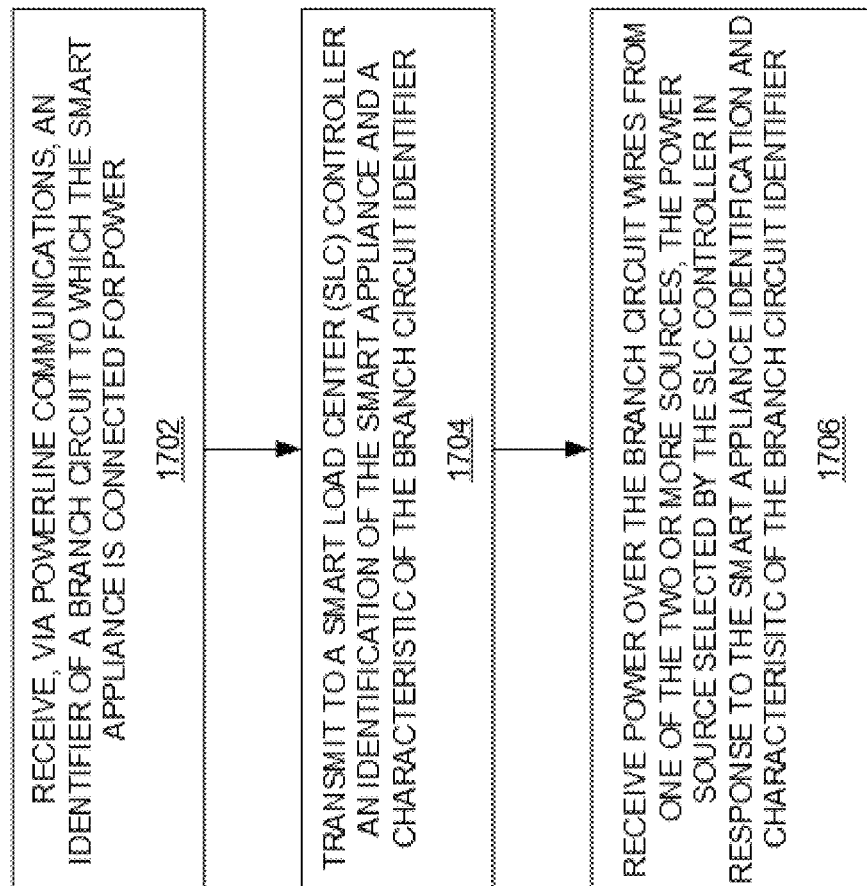 RECEIVE, VIA POWERLINE COMMUNICATIONS, AN
IDENTIFIER OF A BRANCH CIRCUIT TO WHICH THE SMART
APPLIANCE IS CONNECTED FOR POWER
1702
TRANSMIT TO A SMART LOAD CENTER (SLC) CONTROLLER
AN IDENTIFICATION OF THE SMART APPLIANCE AND A
CHARACTERISTIC OF THE BRANCH CIRCUIT IDENTIFIER
1704
RECEIVE POWER OVER THE BRANCH CIRCUIT WIRES FROM
ONE OF THE TWO OR MORE SOURCES, THE POWER
SOURCE SELECTED BY THE SLC CONTROLLER IN
RESPONSE TO THE SMART APPLIANCE IDENTIFICATION AND
CHARACTERISITC OF THE BRANCH CIRCUIT IDENTIFIER
1706